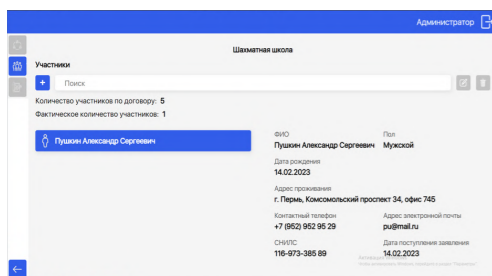 Администратор
Шахматная школа
Участники
+ Поиск
Количество участников по договору: 5
Фактическое количество участников: 1
Пушкин Александр Сергеевич
ФИО Пол
Пушкин Александр Сергеевич Мужской
Дата рождения
14.02.2023
Адрес проживания
г. Пермь, Комсомольский проспект 34, офис 745
Контактный телефон Адрес электронной почты
+7 (952) 952 95 29 pu@mail.ru
СНИЛС Дата поступления заявления
116-973-385 89 14.02.2023